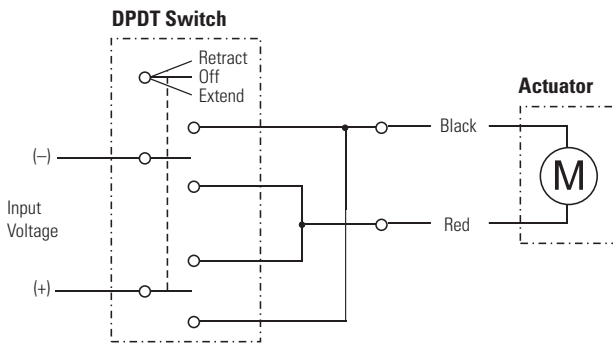 DPDT Switch
Retract
Off
Extend
Actuator
Black
(–)
M
Input
Voltage
Red
(+)